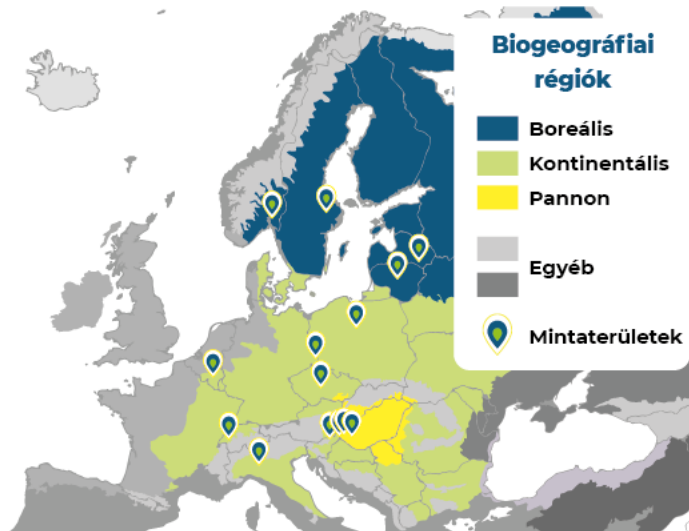 Biogeográfiai
régiók
Boreális
Kontinentális
Pannon
Egyéb
Mintaterületek